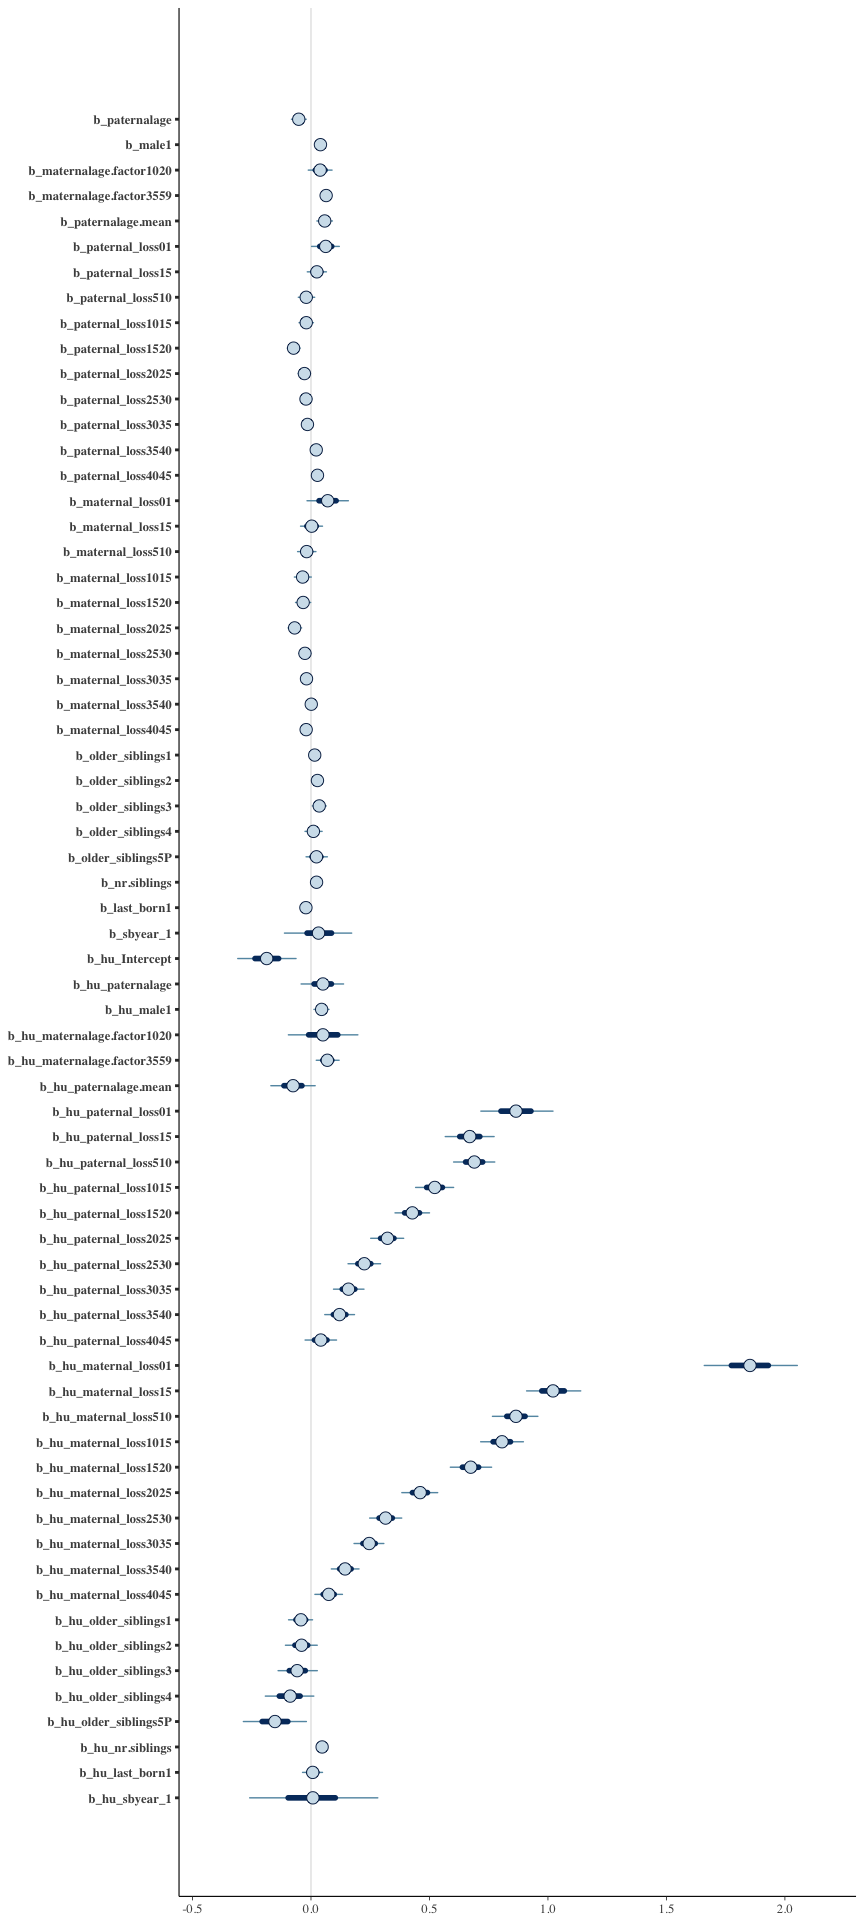 b_paternalage
b_male1
b_maternalage.factor1020
b_maternalage.factor3559
b_paternalage.mean
b_paternal_loss01
b_paternal_loss15
b_paternal_loss510
b_paternal_loss1015
b_paternal_loss1520
b_paternal_loss2025
b_paternal_loss2530
b_paternal_loss3035
b_paternal_loss3540
b_paternal_loss4045
b_maternal_loss01
b_maternal_loss15
b_maternal_loss510
b_maternal_loss1015
b_maternal_loss1520
b_maternal_loss2025
b_maternal_loss2530
b_maternal_loss3035
b_maternal_loss3540
b_maternal_loss4045
b_older_siblings1
b_older_siblings2
b_older_siblings3
b_older_siblings4
b_older_siblings5P
b_nr.siblings
b_last_born1
b_sbyear_1
b_hu_Intercept
b_hu_paternalage
b_hu_male1
b_hu_maternalage.factor1020
b_hu_maternalage.factor3559
b_hu_paternalage.mean
b_hu_paternal_loss01
b_hu_paternal_loss15
b_hu_paternal_loss510
b_hu_paternal_loss1015
b_hu_paternal_loss1520
b_hu_paternal_loss2025
b_hu_paternal_loss2530
b_hu_paternal_loss3035
b_hu_paternal_loss3540
b_hu_paternal_loss4045
b_hu_maternal_loss01
b_hu_maternal_loss15
b_hu_maternal_loss510
b_hu_maternal_loss1015
b_hu_maternal_loss1520
b_hu_maternal_loss2025
b_hu_maternal_loss2530
b_hu_maternal_loss3035
b_hu_maternal_loss3540
b_hu_maternal_loss4045
b_hu_older_siblings1
b_hu_older_siblings2
b_hu_older_siblings3
b_hu_older_siblings4
b_hu_older_siblings5P
b_hu_nr.siblings
b_hu_last_born1
b_hu_sbyear_1
-0.5 0.0 0.5 1.0 1.5 2.0